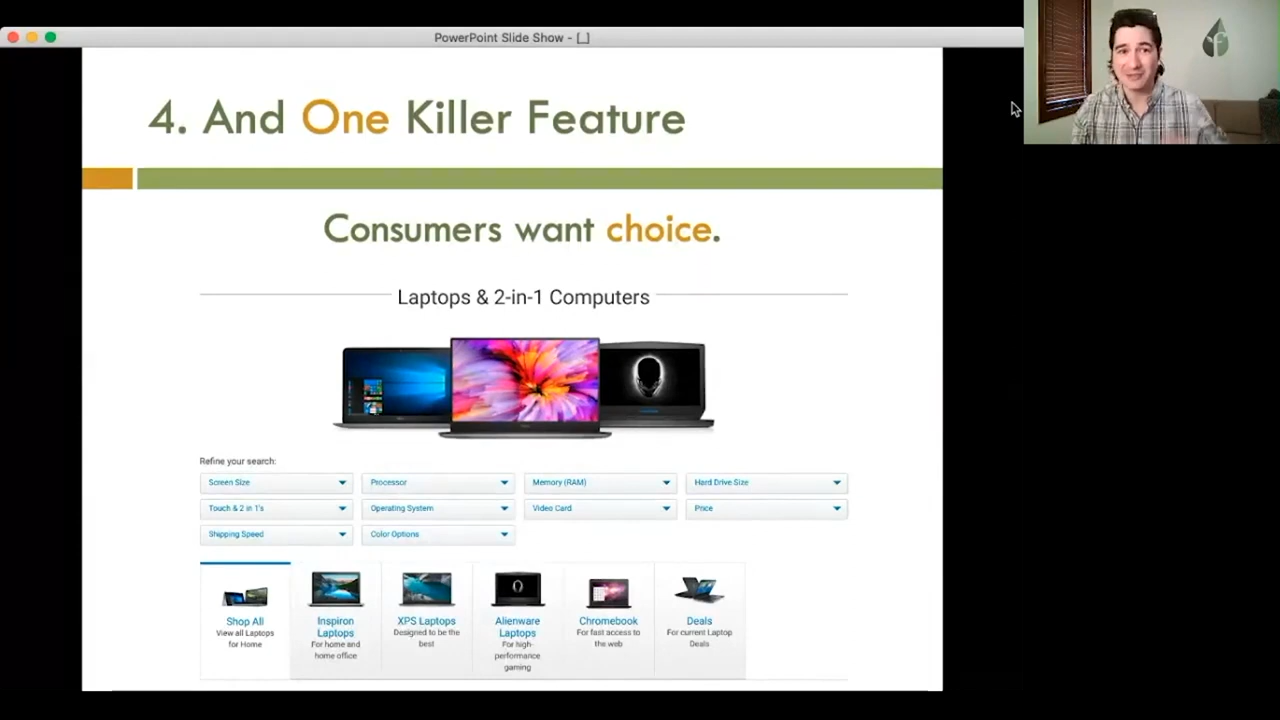 PowerPoint Slide Show - [_]
4. And One Killer Feature
Consumers want choice.
Laptops & 2-in-1 Computers
Refine your search:
Screen Size Processor Memory (RAM) Hard Drive Size
Touch & 2 in 1's Operating System Video Card Price
Shipping Speed Color Options
Shop All
View all Laptops
for Home
Inspiron
Laptops
For home and
home office
XPS Laptops
Designed to be the
best
Alienware
Laptops
For high-
performance
gaming
Chromebook
For fast access to
the web
Deals
For current Laptop
Deals
f